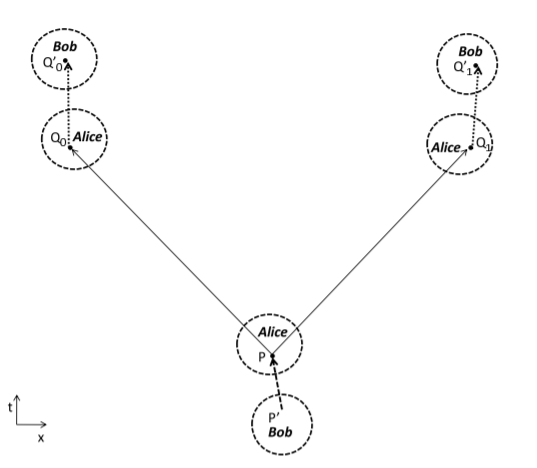 Bob
Q'0
Bob
Q'1
Q0 Alice
Alice Q1
Alice
P
P'
Bob
t
x